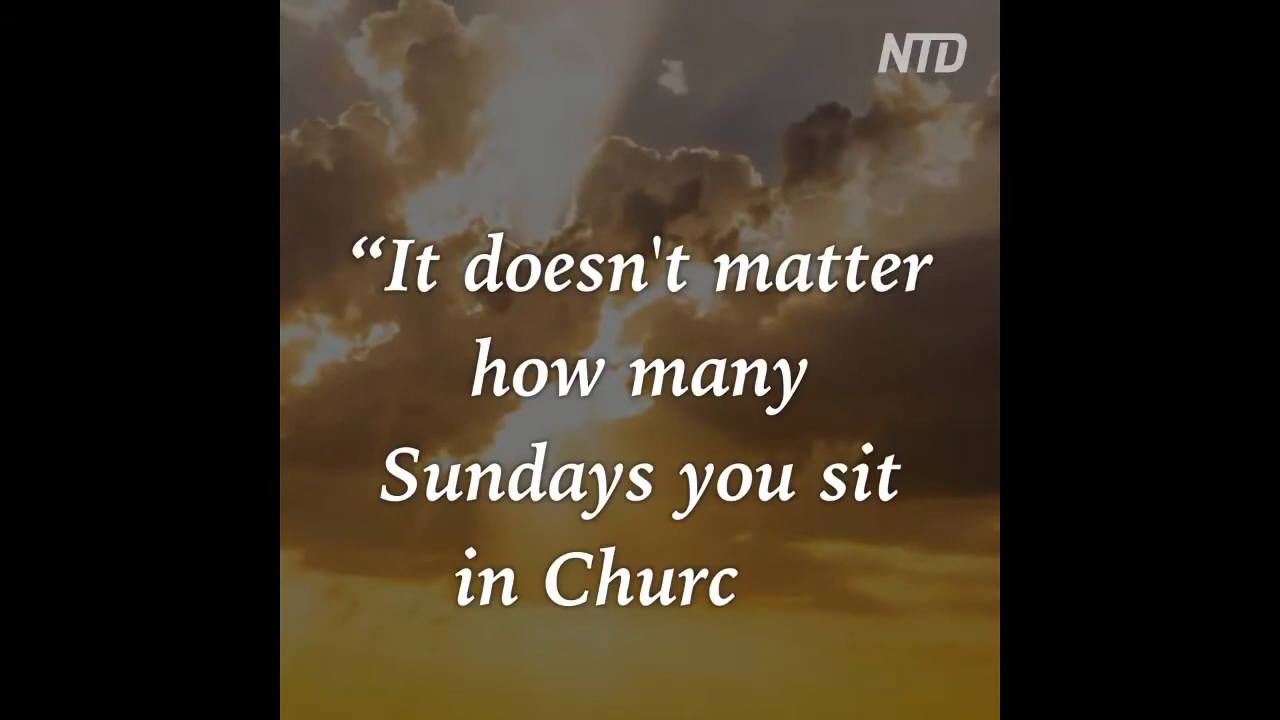 NTD
“It doesn't matter
how many
Sundays you sit
in Churc